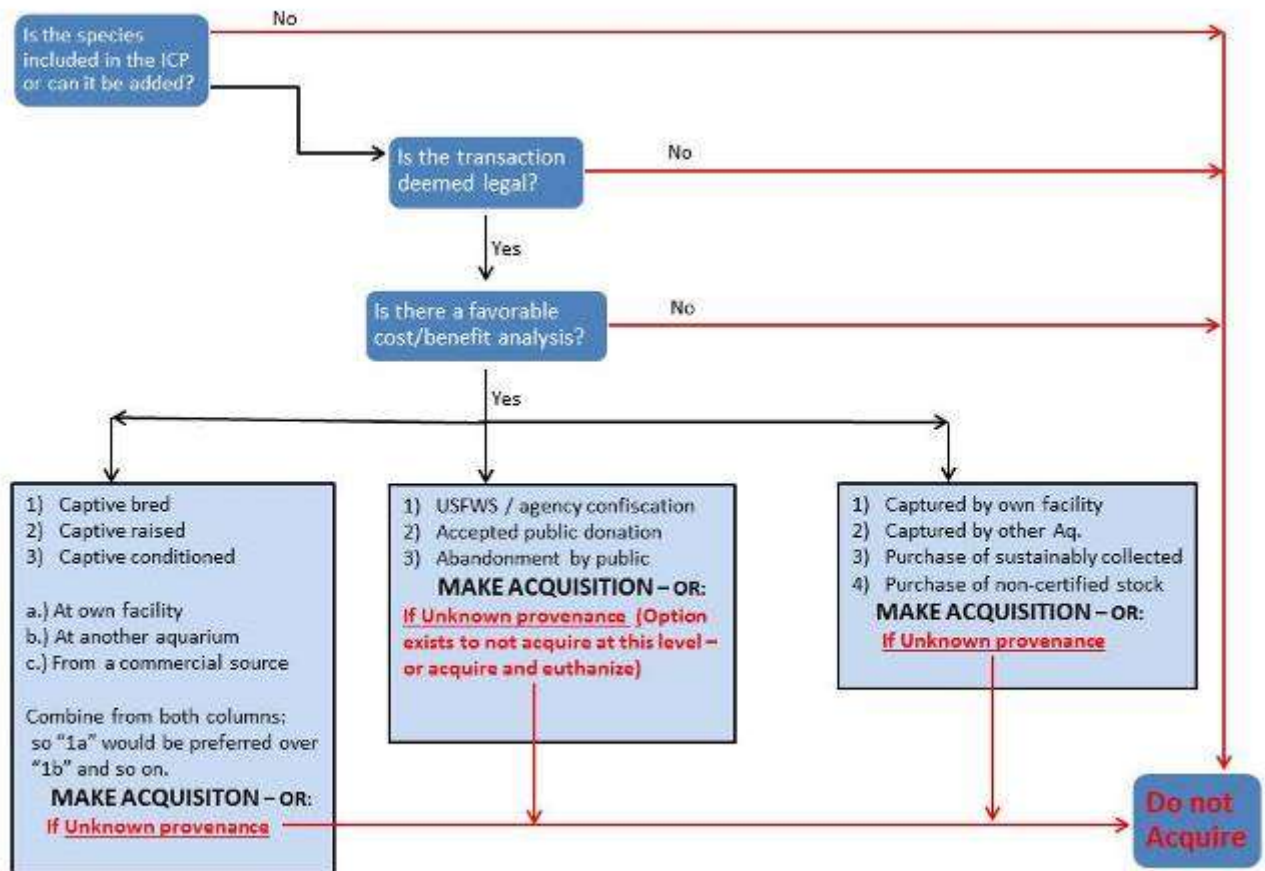 No
Is the species
included in the ICP
or can it be added?
Is the transaction
deemed legal?
No
Yes
Is there a favorable
cost/benefit analysis?
No
Yes
1) Captive bred
2) Captive raised
3) Captive conditioned
a.) At own facility
b.) At another aquarium
c.) From a commercial source
Combine from both columns;
so “1a” would be preferred over
“1b” and so on.
MAKE ACQUISITON – OR:
If Unknown provenance
1) USFWS / agency confiscation
2) Accepted public donation
3) Abandonment by public
MAKE ACQUISITION – OR:
If Unknown provenance (Option
exists to not acquire at this level –
or acquire and euthanize)
1) Captured by own facility
2) Captured by other Aq.
3) Purchase of sustainably collected
4) Purchase of non-certified stock
MAKE ACQUISITION – OR:
If Unknown provenance
Do not
Acquire